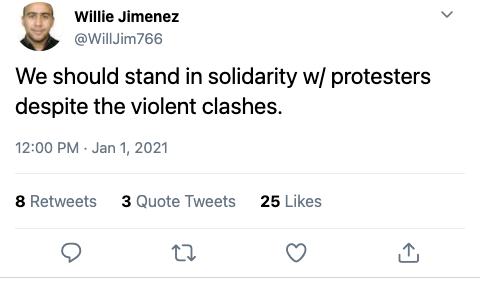 Willie Jimenez
@WillJim766
We should stand in solidarity w/ protesters
despite the violent clashes.
12:00 PM · Jan 1, 2021
8 Retweets 3 Quote Tweets 25 Likes